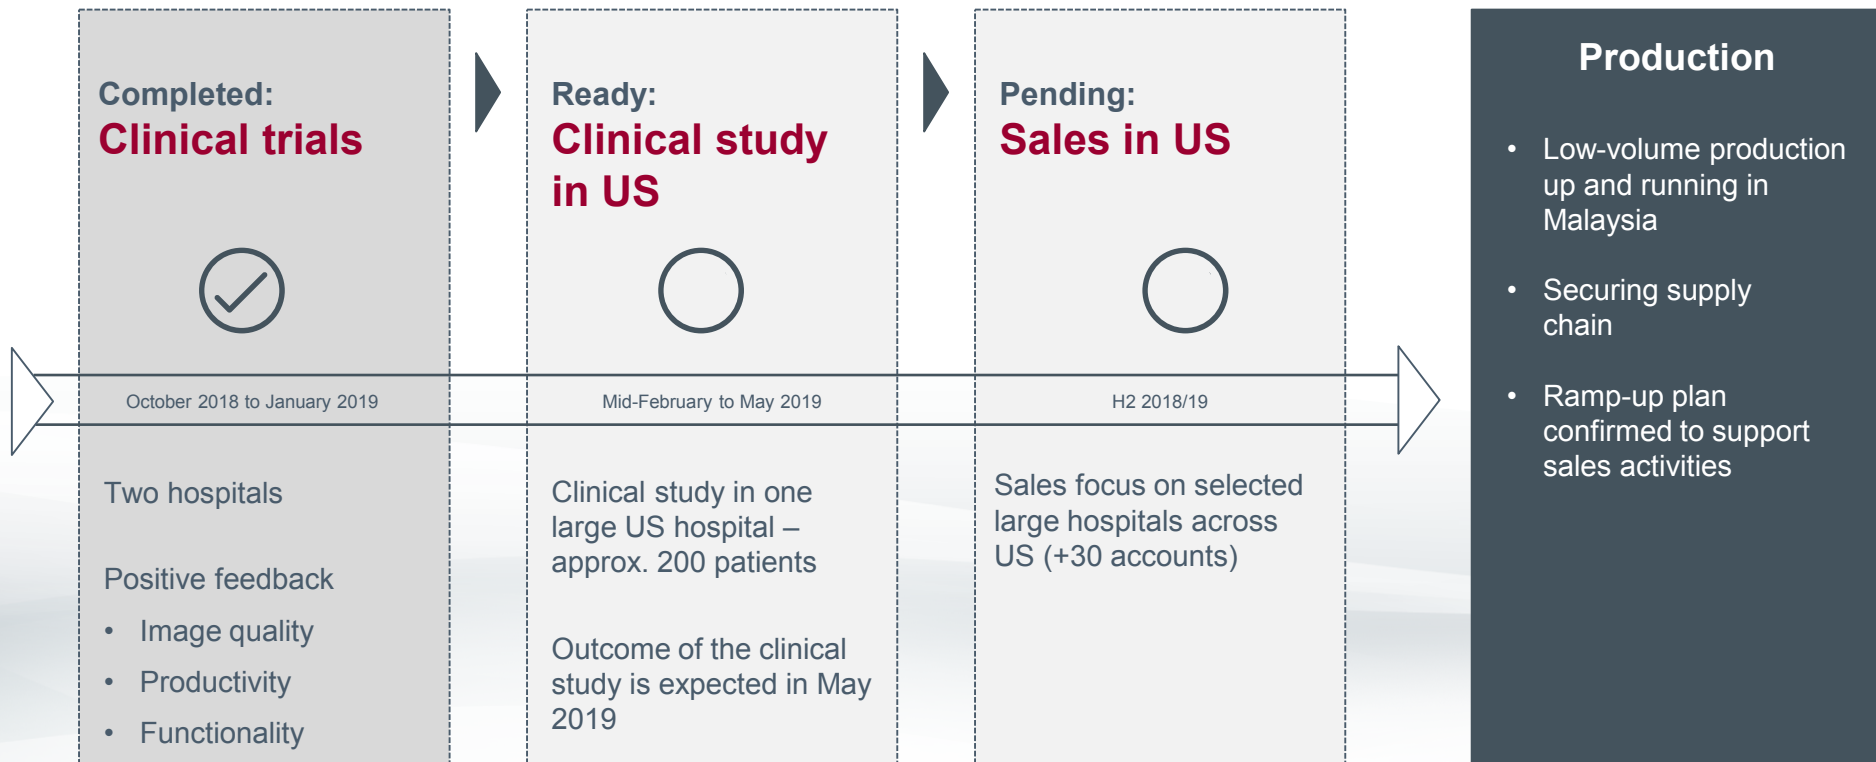 Completed:
Clinical trials
October 2018 to January 2019
Two hospitals
Positive feedback
• Image quality
• Productivity
• Functionality
Ready:
Clinical study
in US
Mid-February to May 2019
Clinical study in one
large US hospital –
approx. 200 patients
Outcome of the clinical
study is expected in May
2019
Pending:
Sales in US
H2 2018/19
Sales focus on selected
large hospitals across
US (+30 accounts)
Production
• Low-volume production
up and running in
Malaysia
• Securing supply
chain
• Ramp-up plan
confirmed to support
sales activities